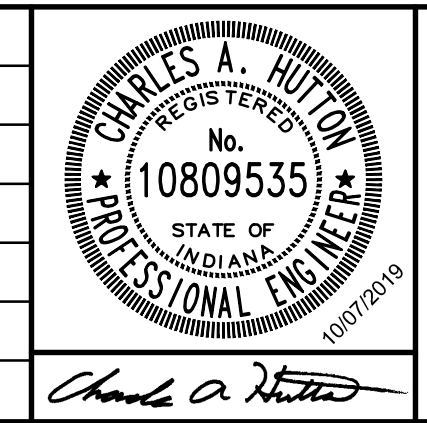 CHARLES A. HUTTON
REGISTERED
No.
10809535
STATE OF
INDIANA
★ PROFESSIONAL ENGINEER ★
10/07/2019
Charles A Hutton